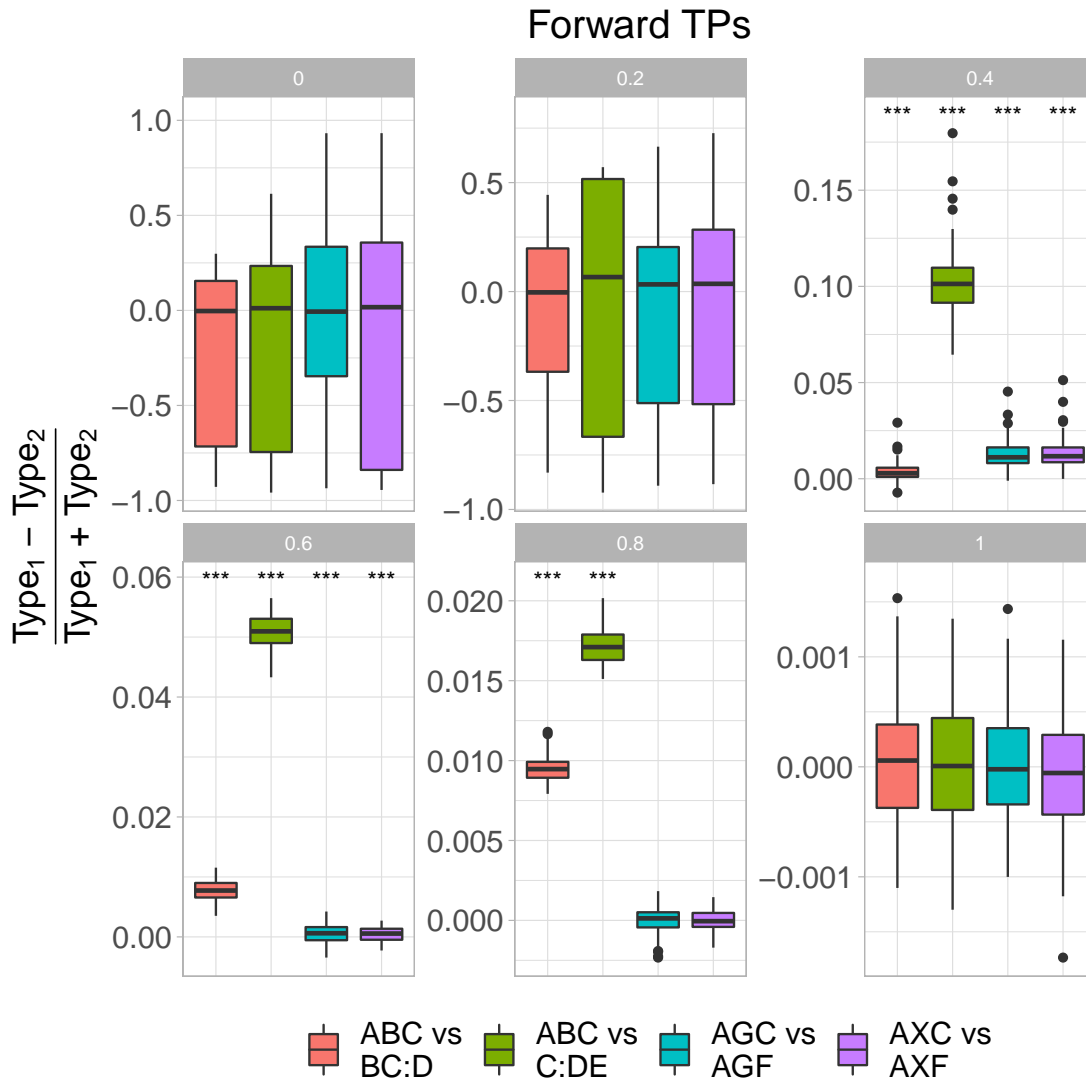 Forward TPs
0
0.2
0.4
1.0
0.5
0.0
−0.5
−1.0
0.5
0.0
−0.5
−1.0
*** *** *** ***
0.15
0.10
0.05
0.00
Type₁ − Type₂
Type₁ + Type₂
0.6
0.8
1
*** *** *** ***
0.06
0.04
0.02
0.00
*** ***
0.020
0.015
0.010
0.005
0.000
0.001
0.000
−0.001
ABC vs
BC:D
ABC vs
C:DE
AGC vs
AGF
AXC vs
AXF